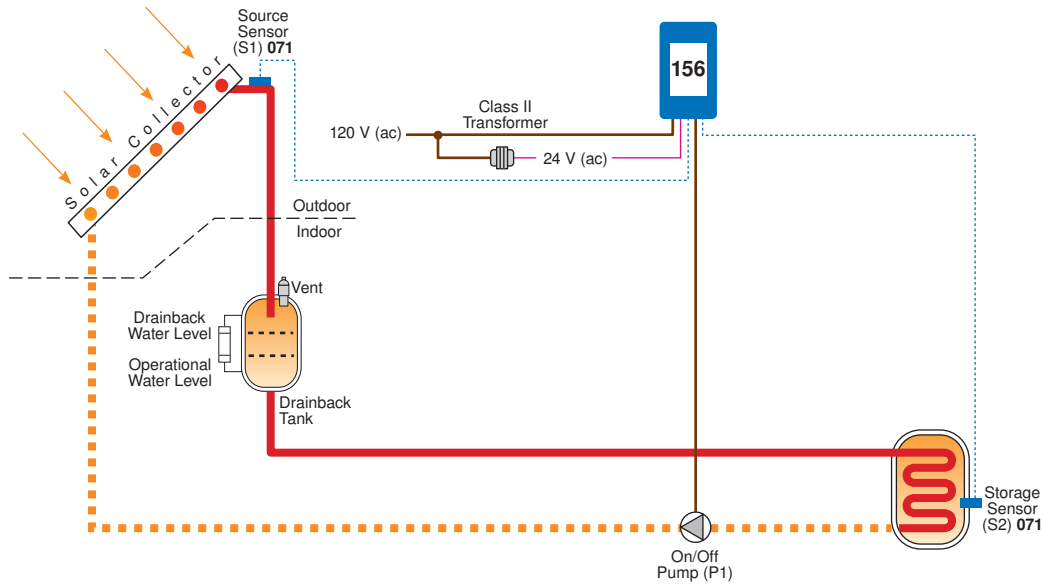 Source
Sensor
(S1) 071
Solar Collector
156
Class II
Transformer
120 V (ac)
24 V (ac)
Outdoor
Indoor
Vent
Drainback
Water Level
Operational
Water Level
Drainback
Tank
Storage
Sensor
(S2) 071
On/Off
Pump (P1)